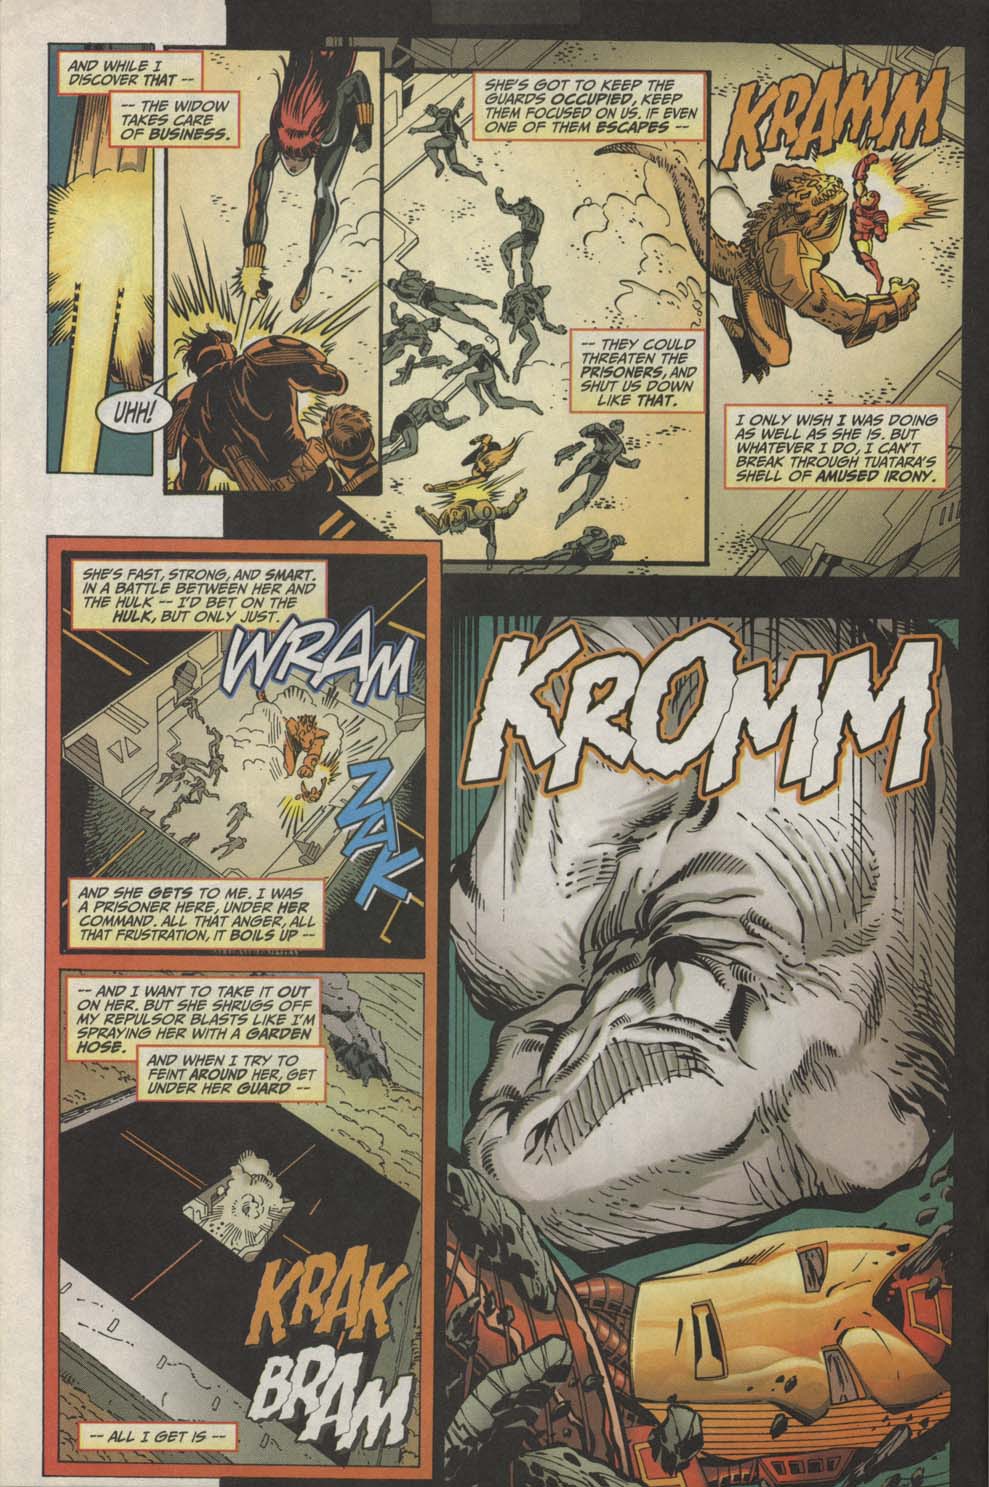 AND WHILE I
DISCOVER THAT --
-- THE WIDOW
TAKES CARE
OF BUSINESS.
UHH!
SHE'S GOT TO KEEP THE
GUARDS OCCUPIED, KEEP
THEM FOCUSED ON US. IF EVEN
ONE OF THEM ESCAPES --
-- THEY COULD
THREATEN THE
PRISONERS, AND
SHUT US DOWN
LIKE THAT.
KRAMM
I ONLY WISH I WAS DOING
AS WELL AS SHE IS. BUT
WHATEVER I DO, I CAN'T
BREAK THROUGH TUATARA'S
SHELL OF AMUSED IRONY.
SHE'S FAST, STRONG, AND SMART.
IN A BATTLE BETWEEN HER AND
THE HULK -- I'D BET ON THE
HULK, BUT ONLY JUST.
WRAM
ZAK
AND SHE GETS TO ME. I WAS
A PRISONER HERE, UNDER HER
COMMAND. ALL THAT ANGER, ALL
THAT FRUSTRATION, IT BOILS UP --
-- AND I WANT TO TAKE IT OUT
ON HER. BUT SHE SHRUGS OFF
MY REPULSOR BLASTS LIKE I'M
SPRAYING HER WITH A GARDEN
HOSE.
AND WHEN I TRY TO
FEINT AROUND HER, GET
UNDER HER GUARD --
KRAK
BRAM
-- ALL I GET IS --
KROMM